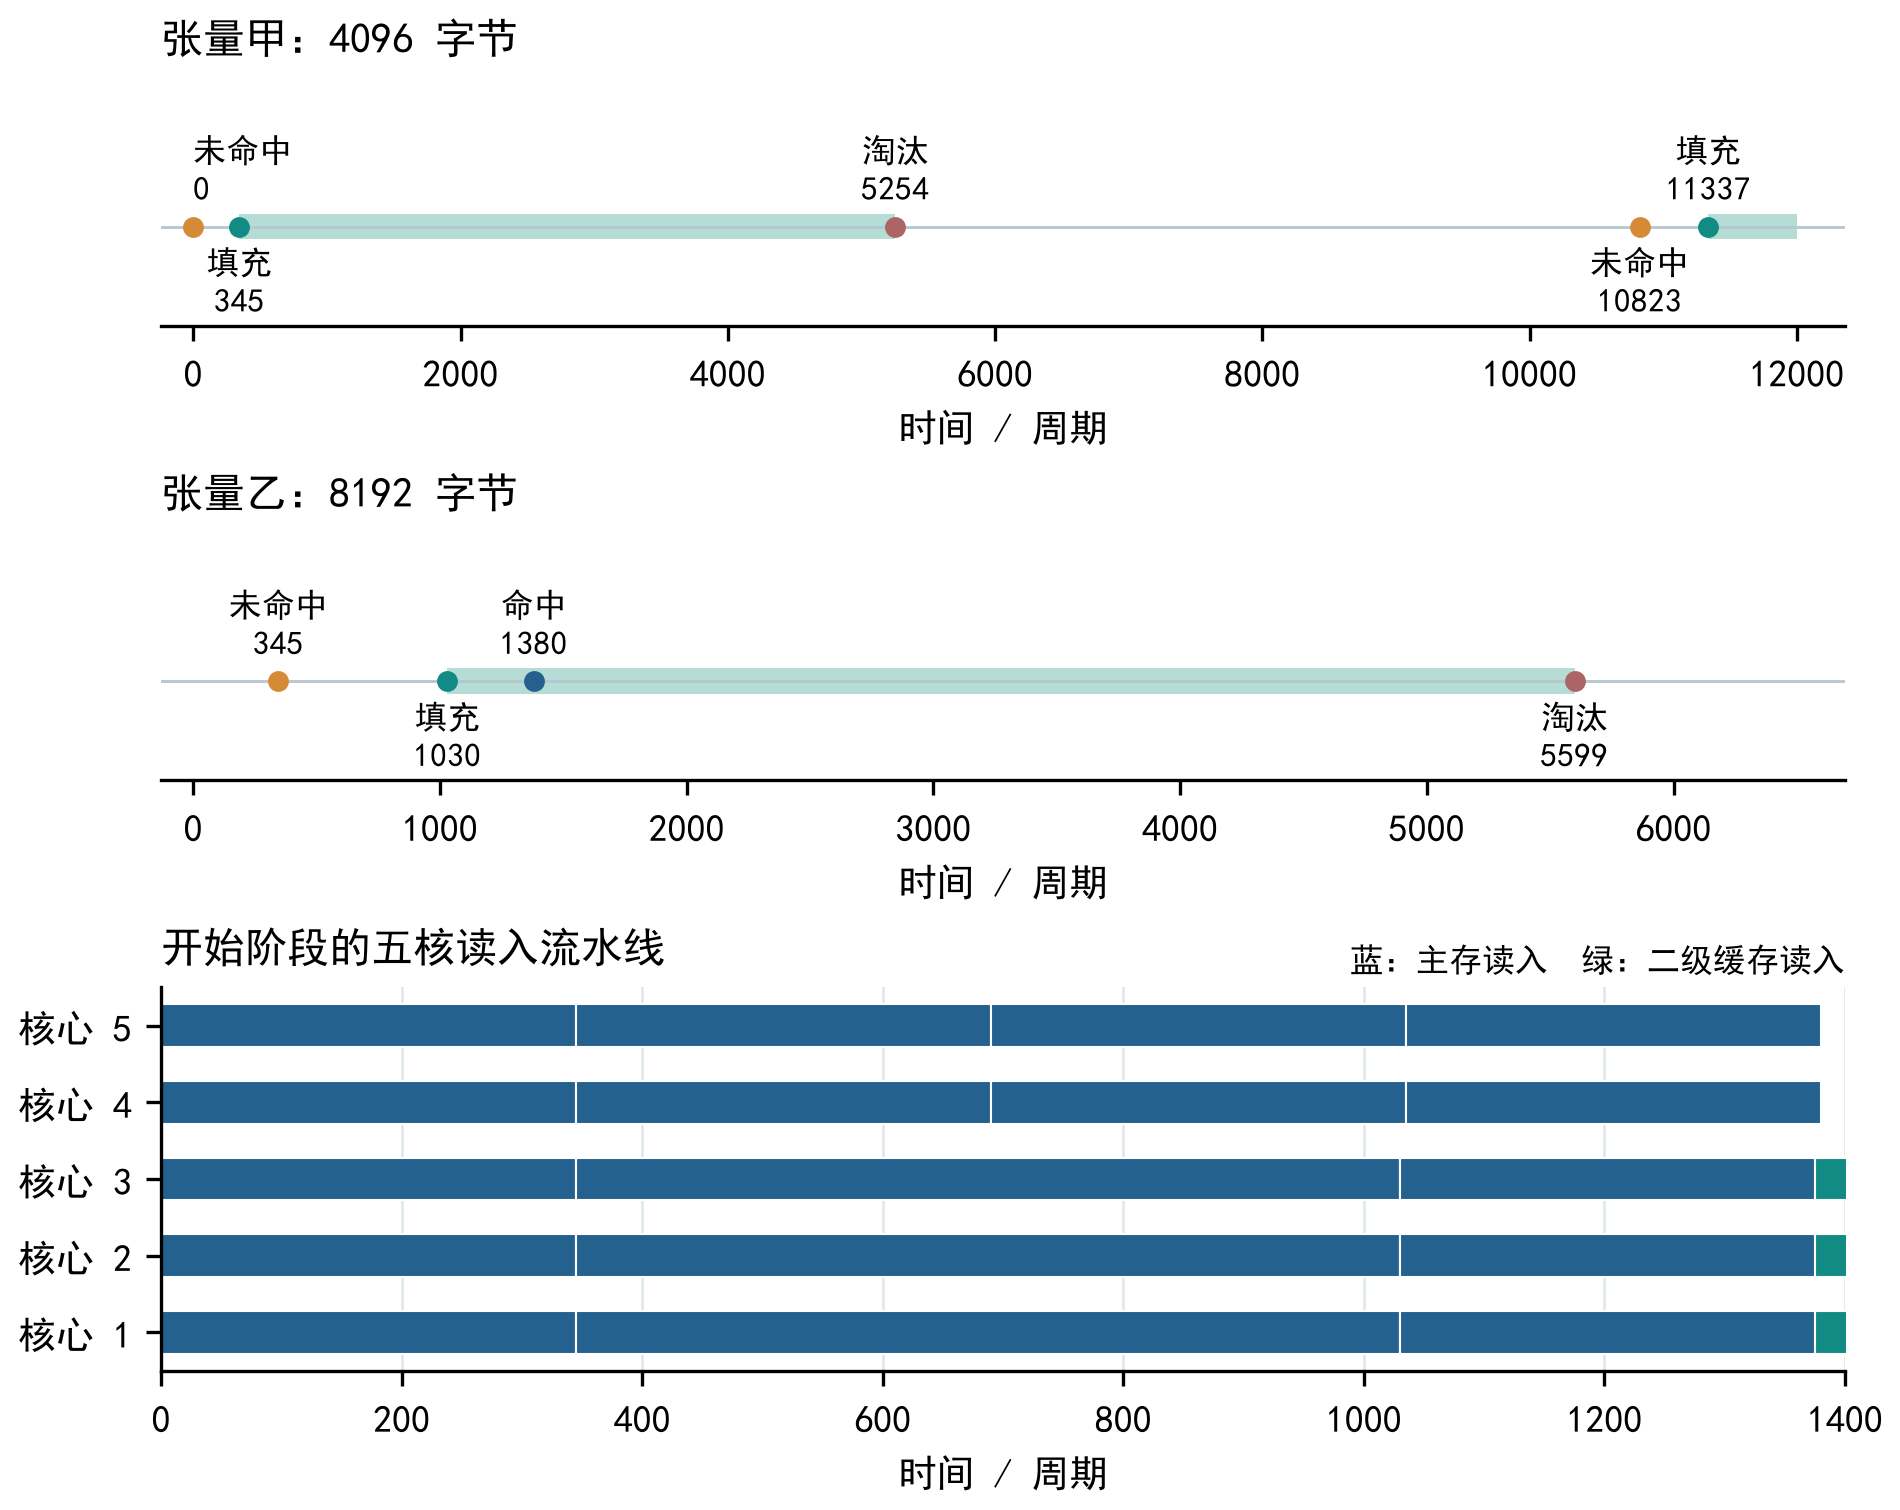 张量甲：4096 字节
未命中
0
淘汰
5254
填充
11337
填充
345
未命中
10823
0 2000 4000 6000 8000 10000 12000
时间 / 周期
张量乙：8192 字节
未命中
345
命中
1380
填充
1030
淘汰
5599
0 1000 2000 3000 4000 5000 6000
时间 / 周期
开始阶段的五核读入流水线
蓝：主存读入 绿：二级缓存读入
核心 5
核心 4
核心 3
核心 2
核心 1
0 200 400 600 800 1000 1200 1400
时间 / 周期